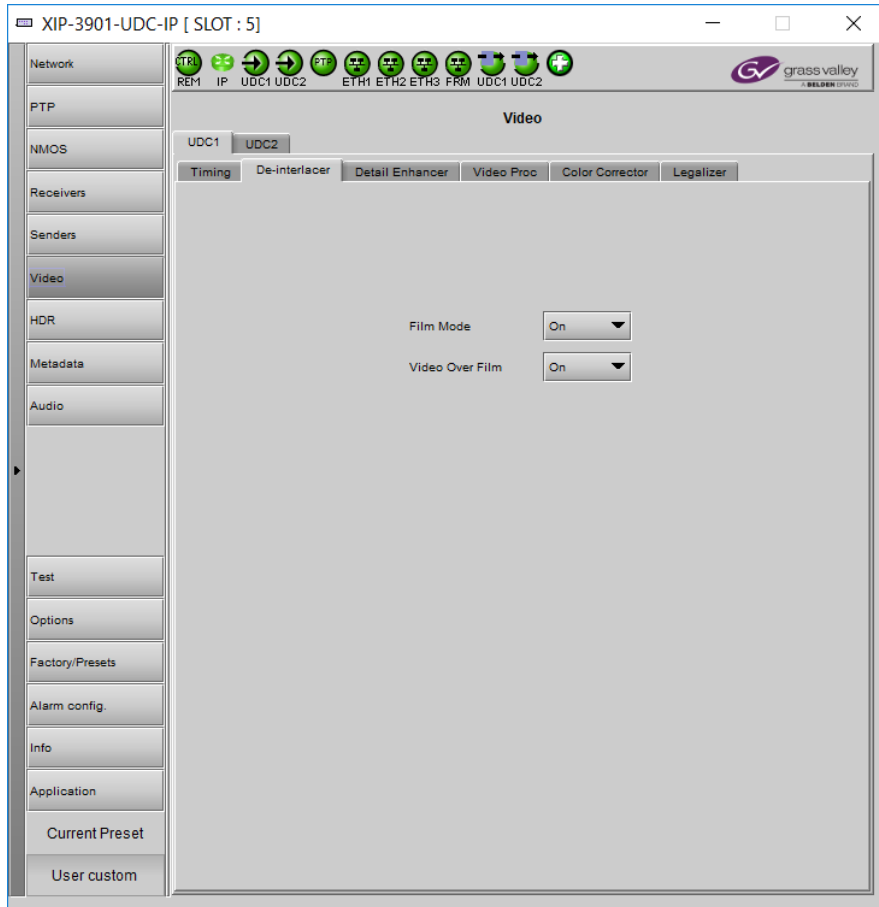 XIP-3901-UDC-IP [ SLOT : 5]
Network
PTP
NMOS
Receivers
Senders
Video
HDR
Metadata
Audio
Test
Options
Factory/Presets
Alarm config.
Info
Application
Current Preset
User custom
CTRL PTP
REM IP UDC1 UDC2 ETH1 ETH2 ETH3 FRM UDC1 UDC2
GV grass valley
A BELDEN BRAND
Video
UDC1 UDC2
Timing De-interlacer Detail Enhancer Video Proc Color Corrector Legalizer
Film Mode On
Video Over Film On